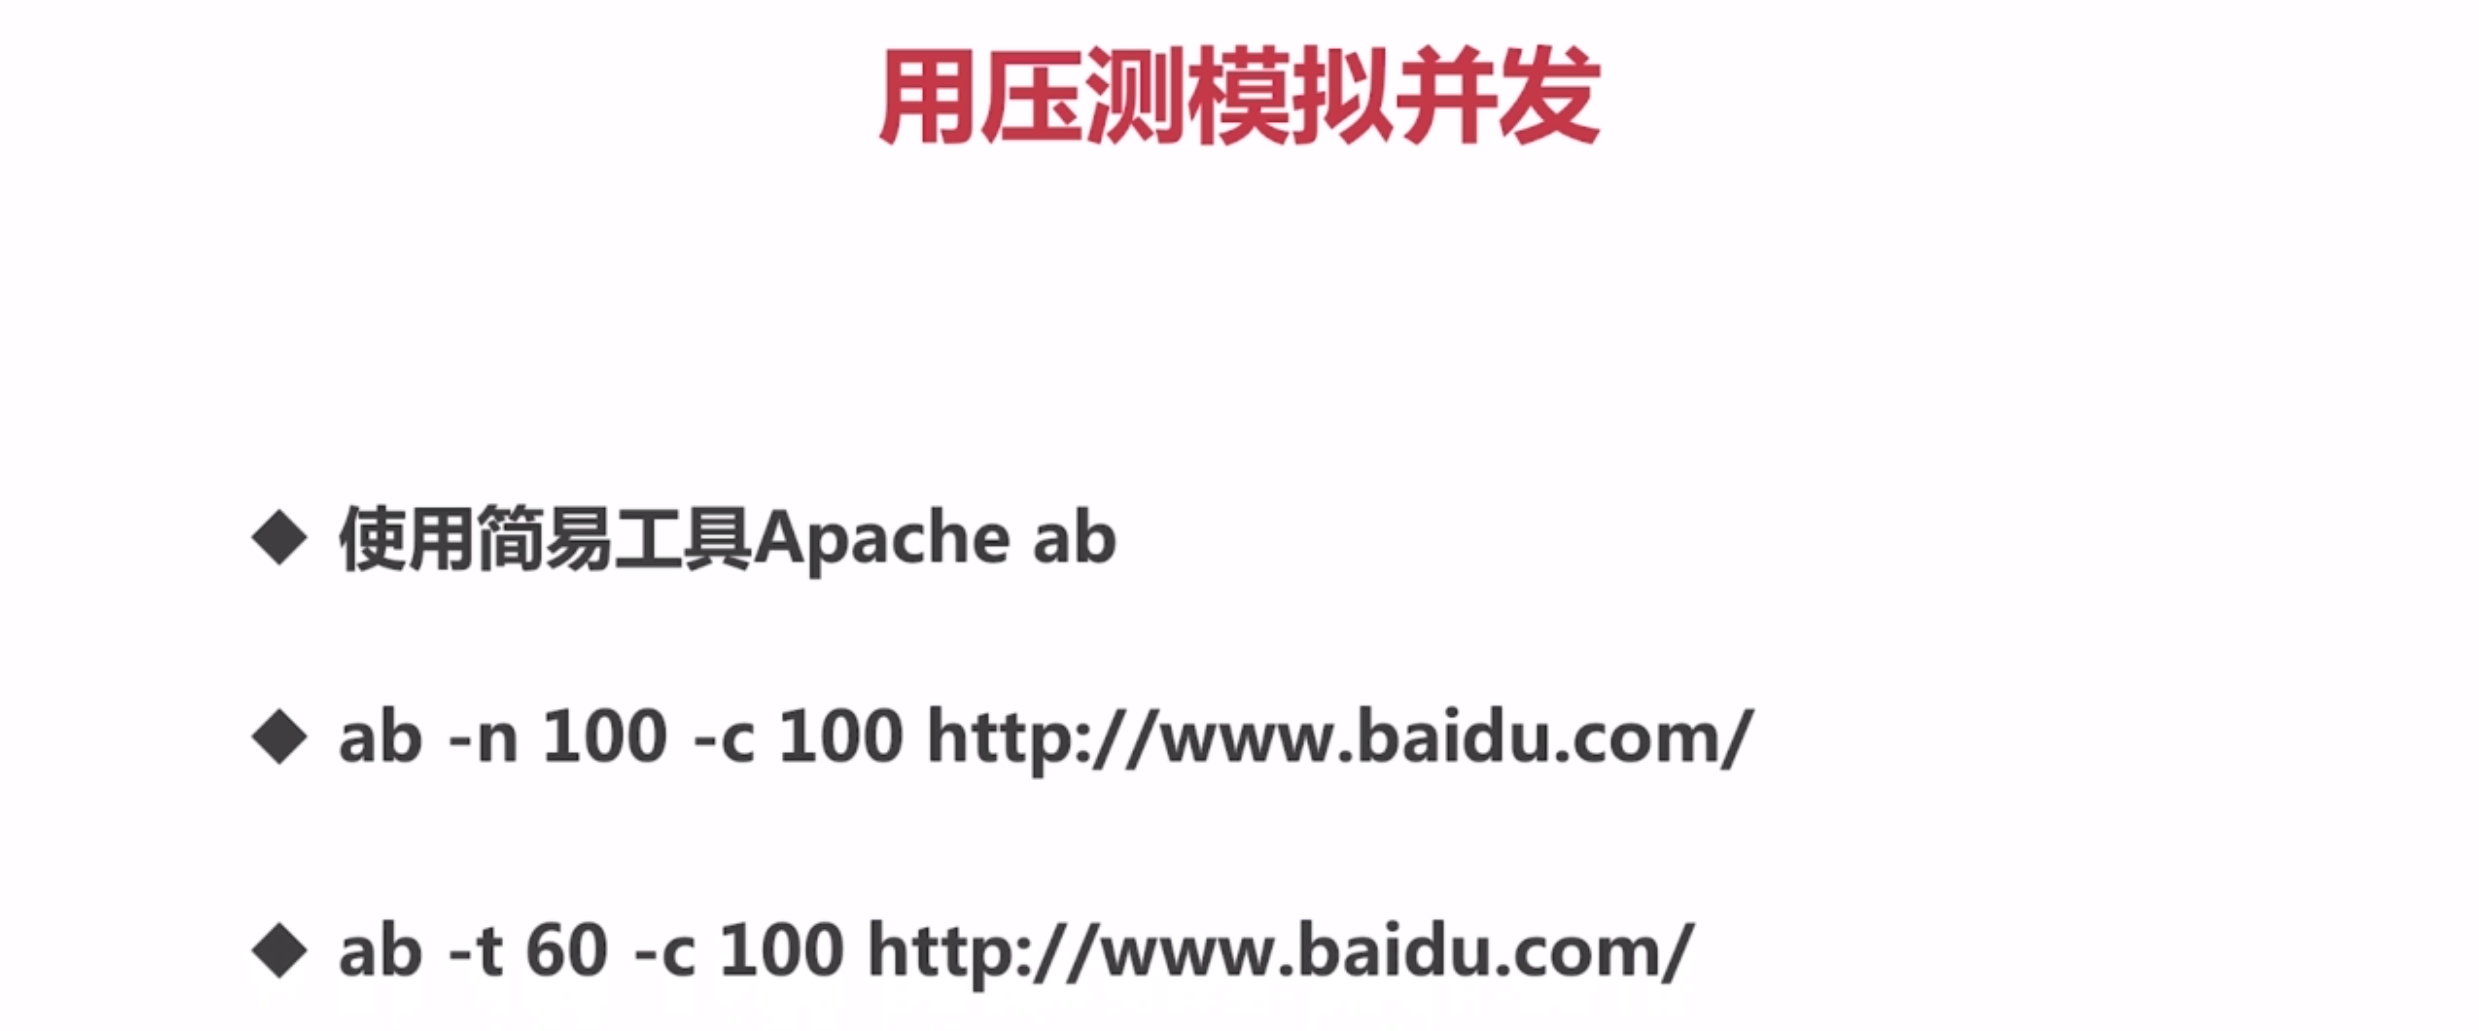 用压测模拟并发
◆ 使用简易工具Apache ab
◆ ab -n 100 -c 100 http://www.baidu.com/
◆ ab -t 60 -c 100 http://www.baidu.com/